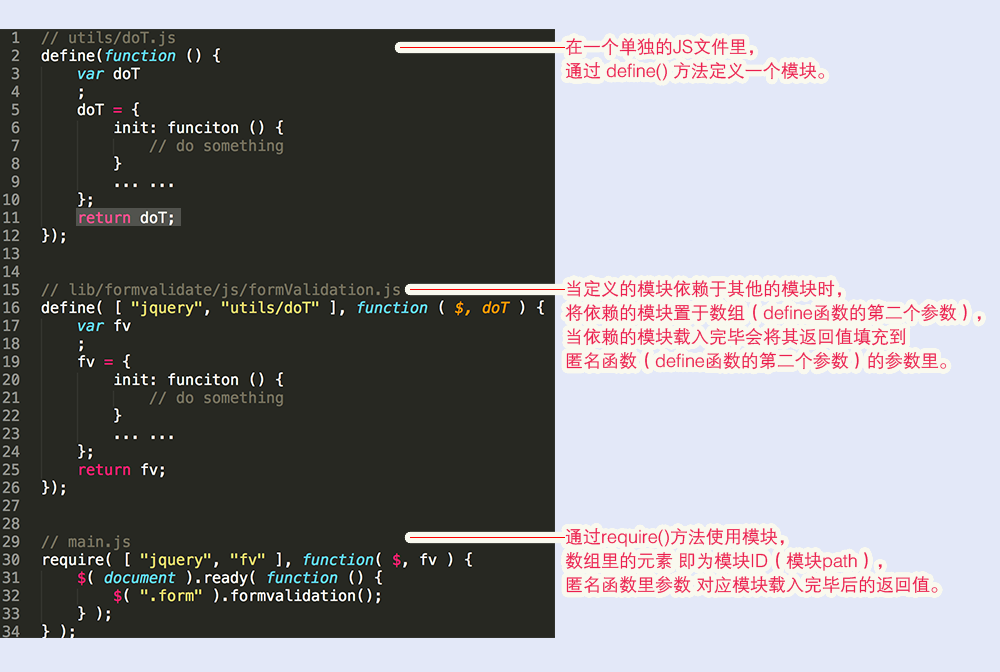 1 // utils/doT.js
2 define(function () {
3 var doT
4 ;
5 doT = {
6 init: funciton () {
7 // do something
8 }
9 ... ...
10 };
11 return doT;
12 });
13
14
15 // lib/formvalidate/js/formValidation.js
16 define( [ "jquery", "utils/doT" ], function ( $, doT ) {
17 var fv
18 ;
19 fv = {
20 init: funciton () {
21 // do something
22 }
23 ... ...
24 };
25 return fv;
26 });
27
28
29 // main.js
30 require( [ "jquery", "fv" ], function( $, fv ) {
31 $( document ).ready( function () {
32 $( ".form" ).formvalidation();
33 } );
34 } );
在一个单独的JS文件里，
通过 define() 方法定义一个模块。
当定义的模块依赖于其他的模块时，
将依赖的模块置于数组（define函数的第二个参数），
当依赖的模块载入完毕会将其返回值填充到
匿名函数（define函数的第二个参数）的参数里。
通过require()方法使用模块，
数组里的元素 即为模块ID（模块path），
匿名函数里参数 对应模块载入完毕后的返回值。